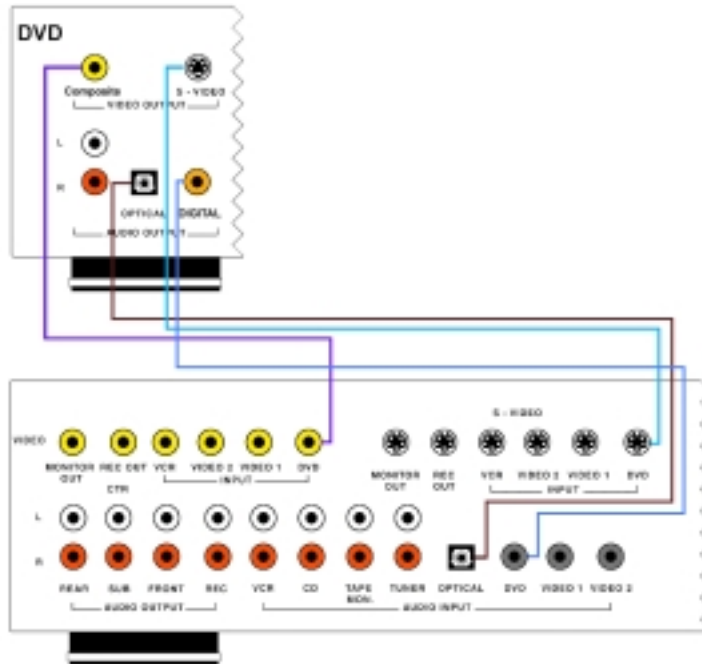 DVD
Composite S - VIDEO
VIDEO OUTPUT
L
R
OPTICAL DIGITAL
AUDIO OUTPUT
S - VIDEO
VIDEO
MONITOR OUT REC OUT VCR VIDEO 2 VIDEO 1 DVD
INPUT
CTR
MONITOR OUT REC OUT VCR VIDEO 2 VIDEO 1 DVD
INPUT
L
R
REAR SUB FRONT REC VCR CD TAPE MON. TUNER OPTICAL DVD VIDEO 1 VIDEO 2
AUDIO OUTPUT AUDIO INPUT